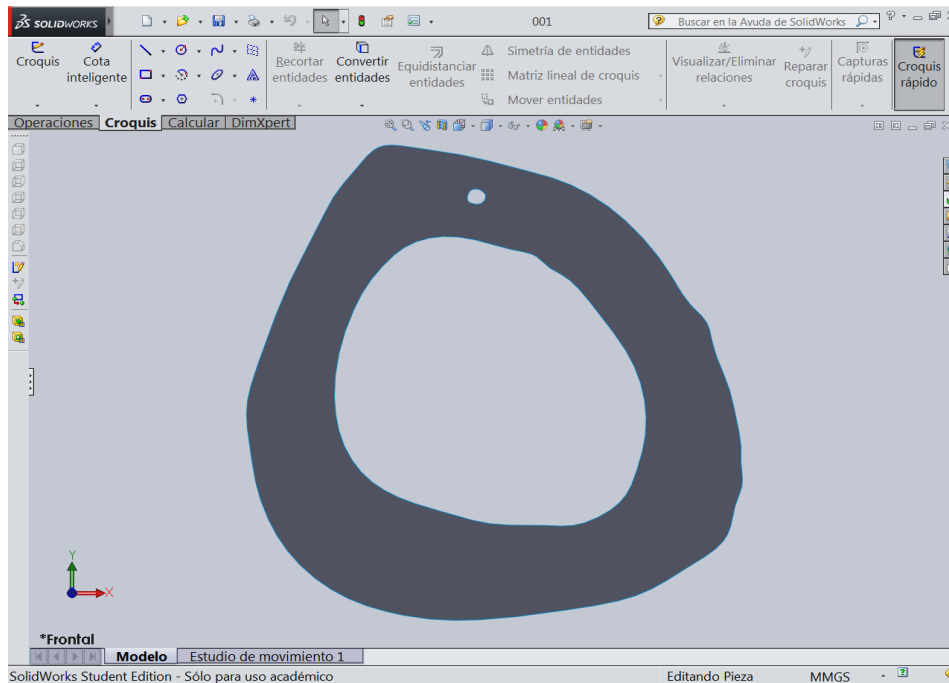 SOLIDWORKS
001
Buscar en la Ayuda de SolidWorks
Croquis
Cota inteligente
Recortar entidades
Convertir entidades
Equidistanciar entidades
Simetría de entidades
Matriz lineal de croquis
Mover entidades
Visualizar/Eliminar relaciones
Reparar croquis
Capturas rápidas
Croquis rápido
Operaciones Croquis Calcular DimXpert
Y
X
*Frontal
Modelo Estudio de movimiento 1
SolidWorks Student Edition - Sólo para uso académico Editando Pieza MMGS